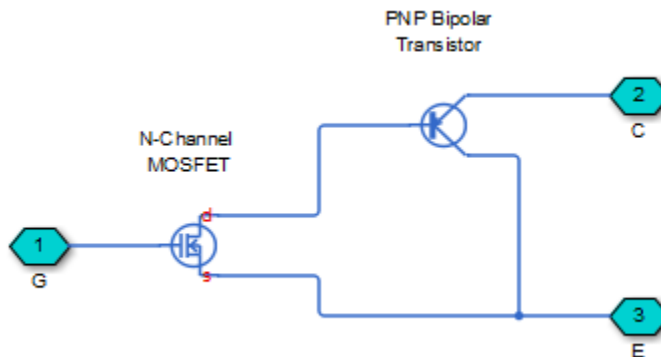 PNP Bipolar
Transistor
2
C
N-Channel
MOSFET
d
1
G
s
3
E